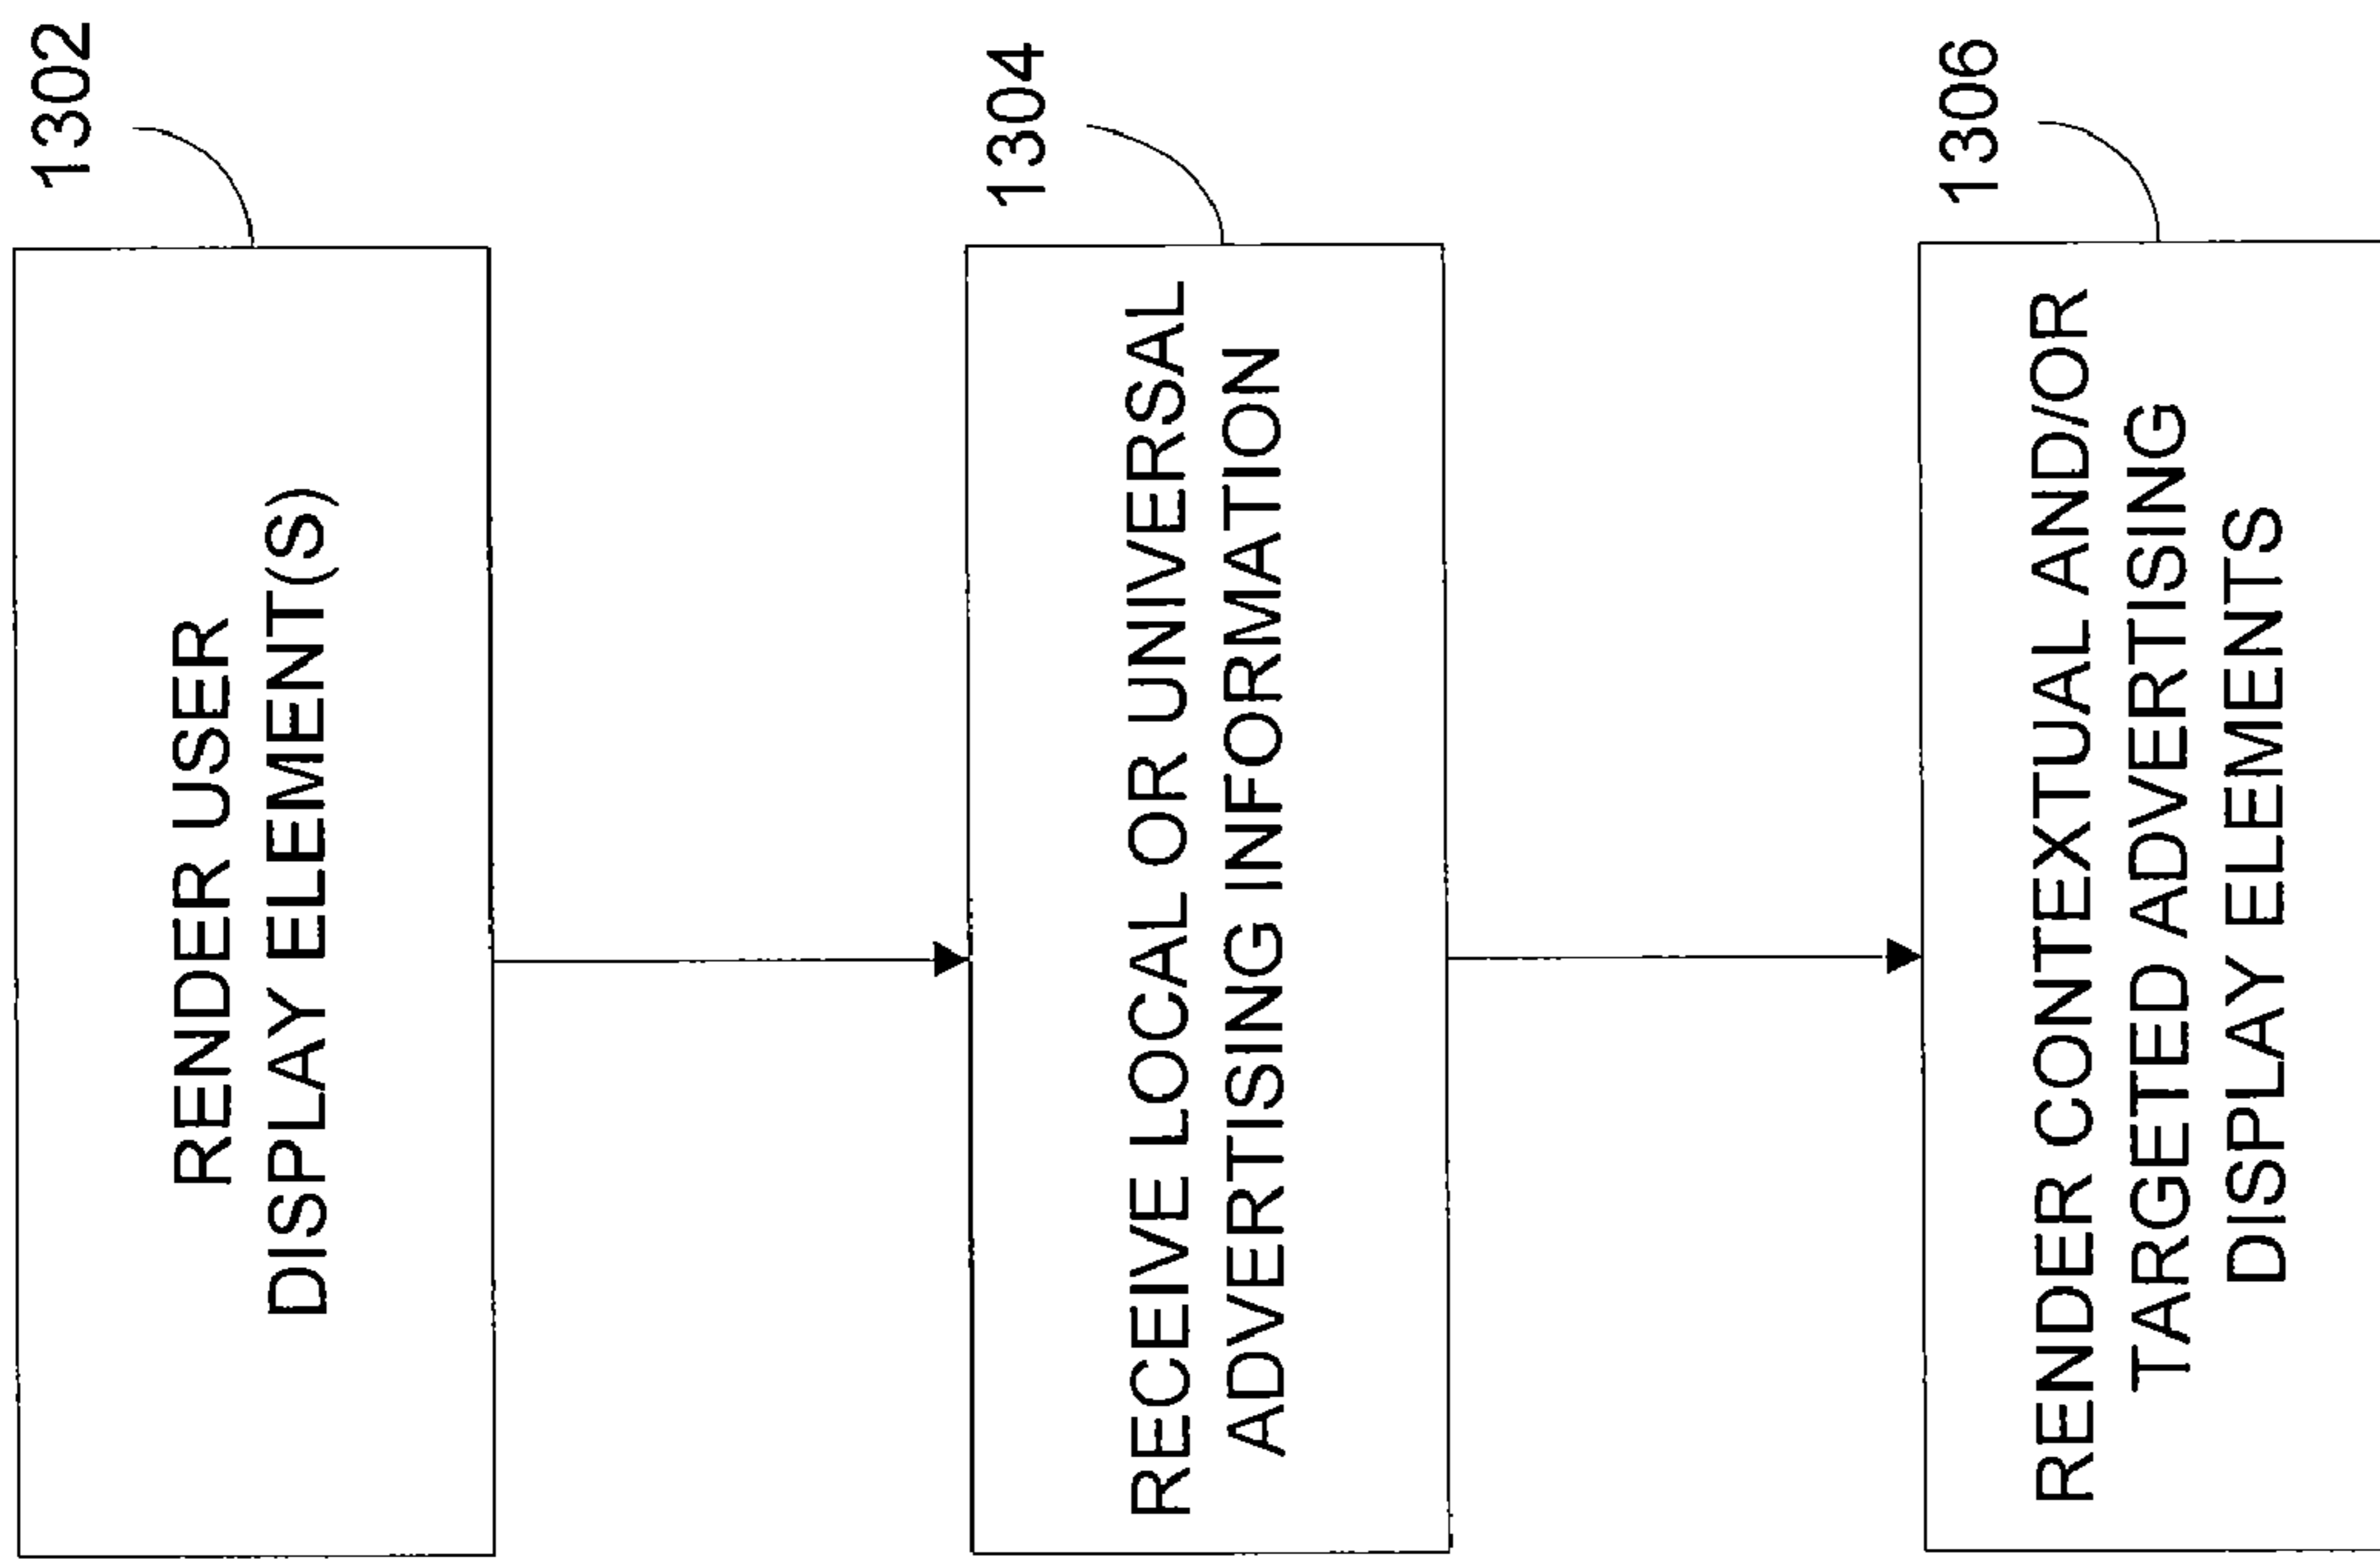 1302
RENDER USER
DISPLAY ELEMENT(S)
1304
RECEIVE LOCAL OR UNIVERSAL
ADVERTISING INFORMATION
1306
RENDER CONTEXTUAL AND/OR
TARGETED ADVERTISING
DISPLAY ELEMENTS